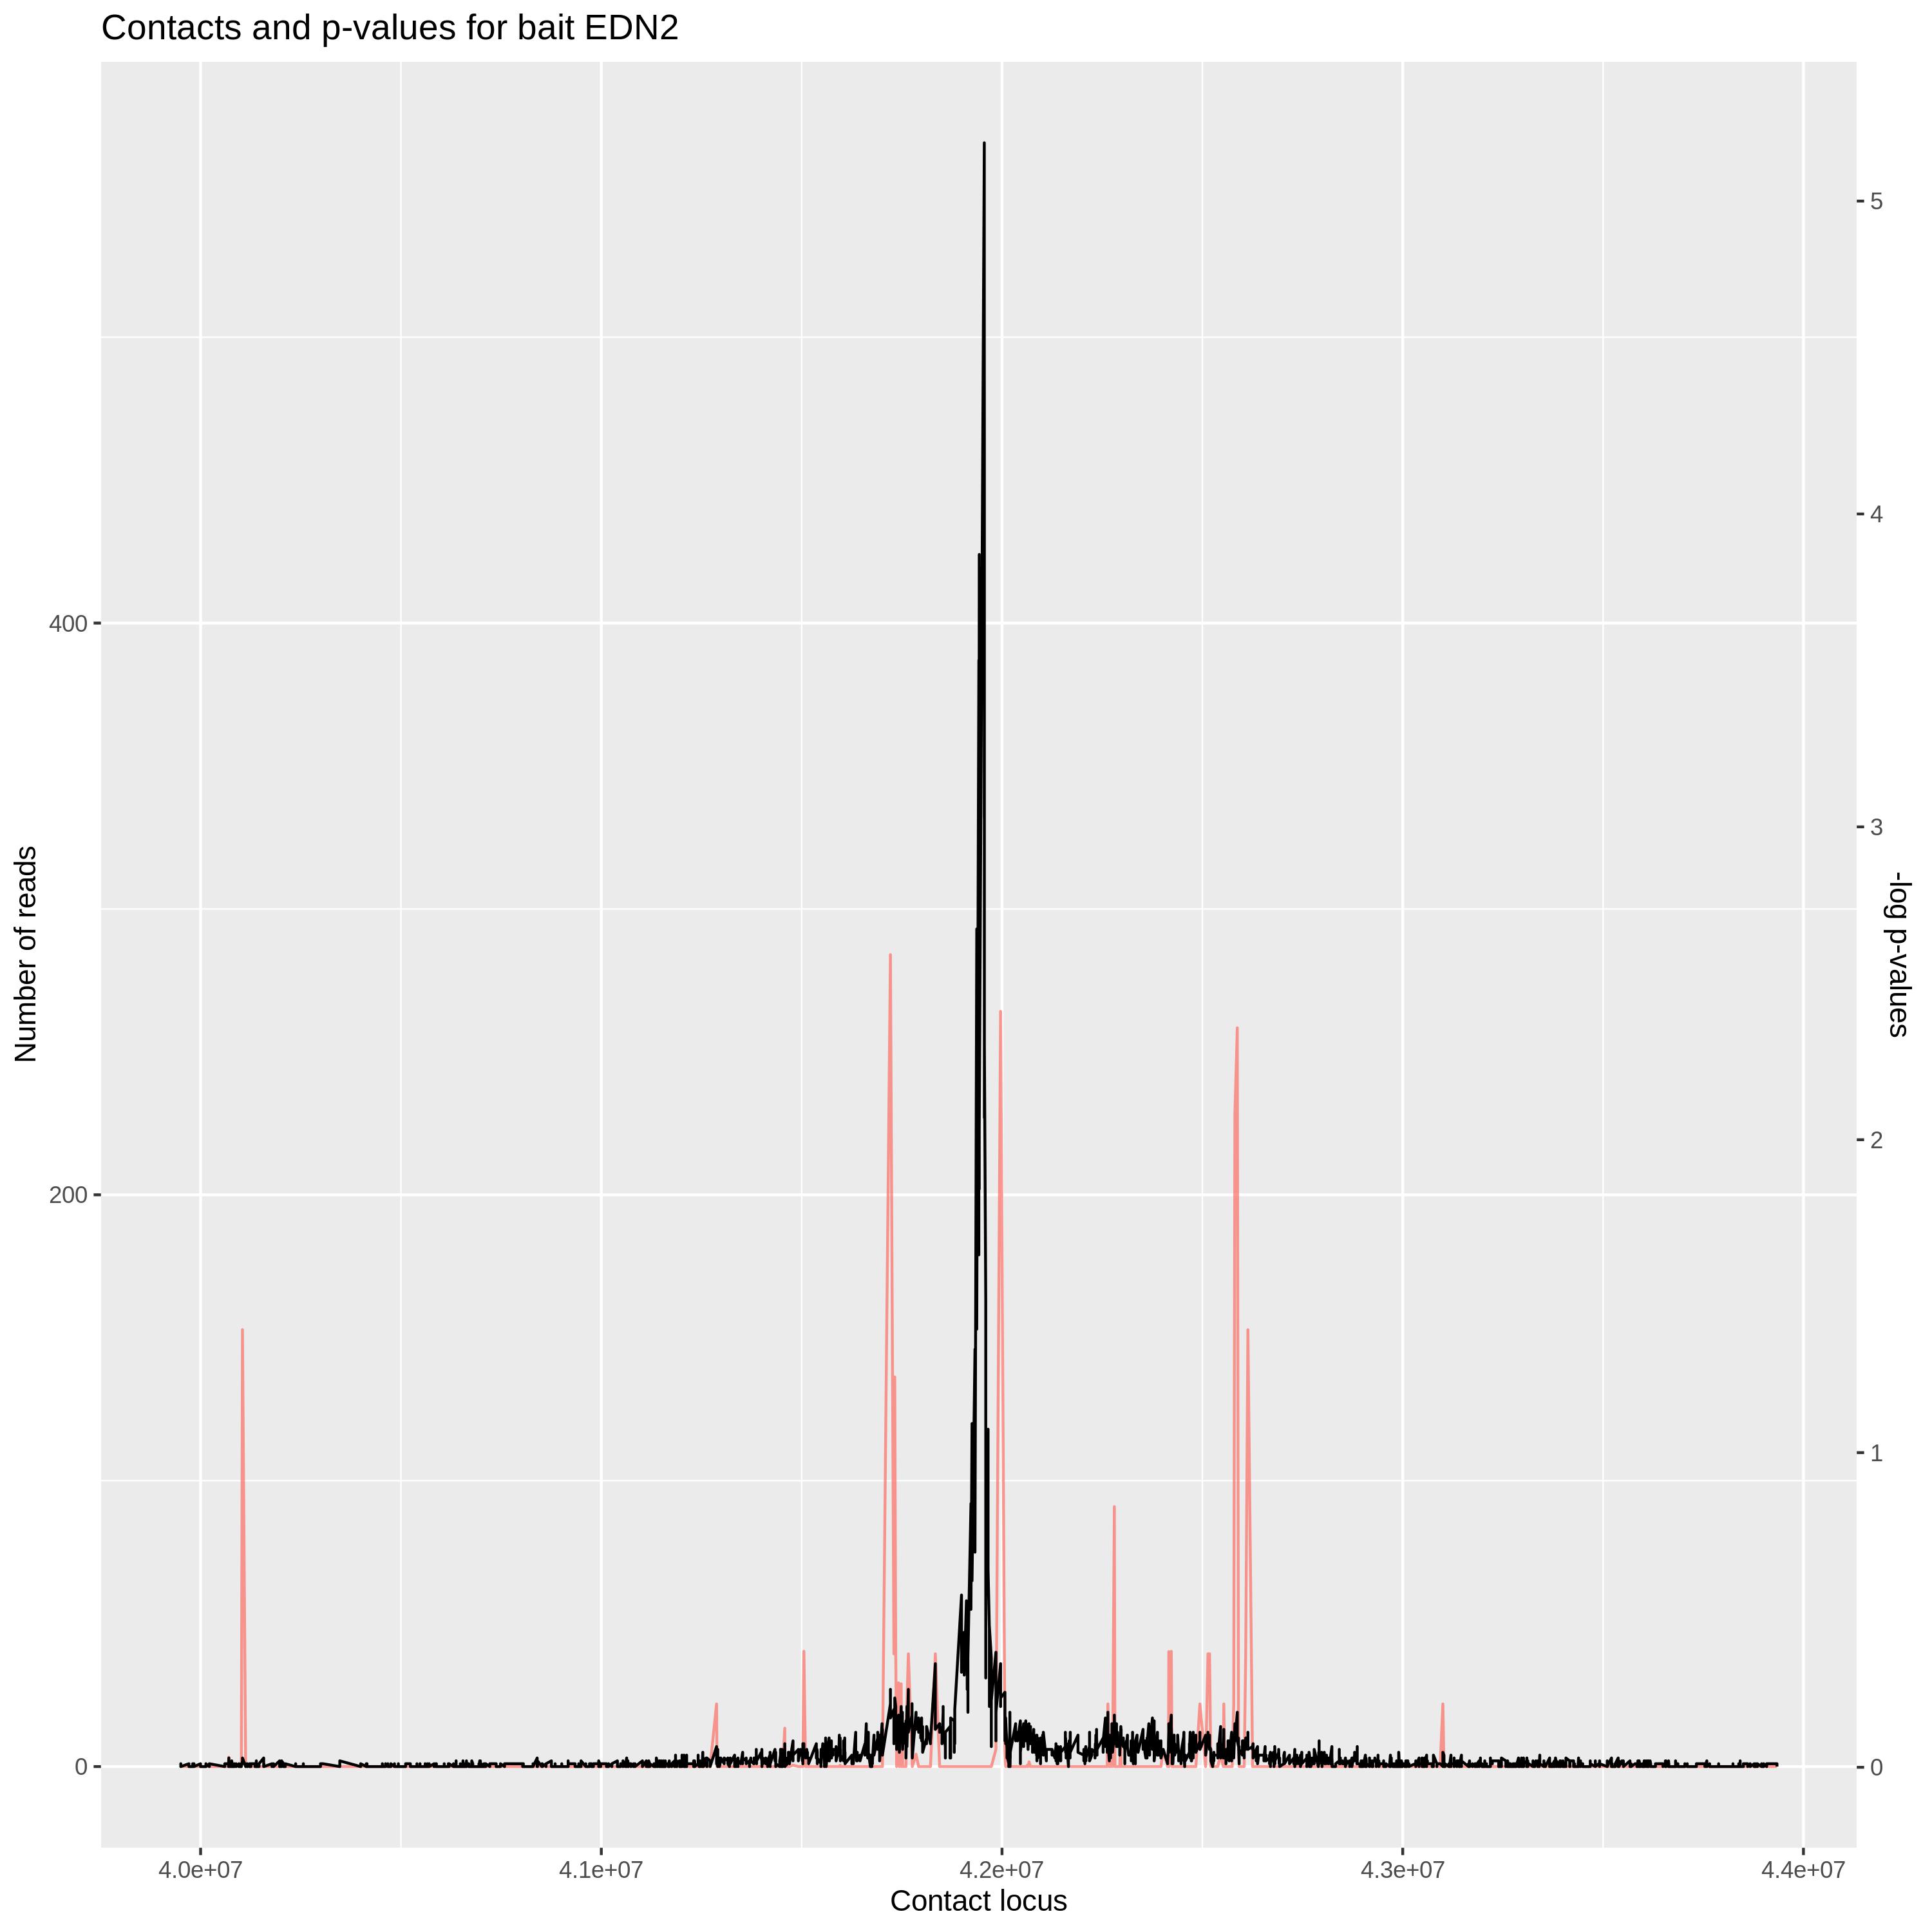 Contacts and p-values for bait EDN2
Number of reads
400
200
0
5
4
3
2
1
0
-log p-values
4.0e+07
4.1e+07
4.2e+07
4.3e+07
4.4e+07
Contact locus